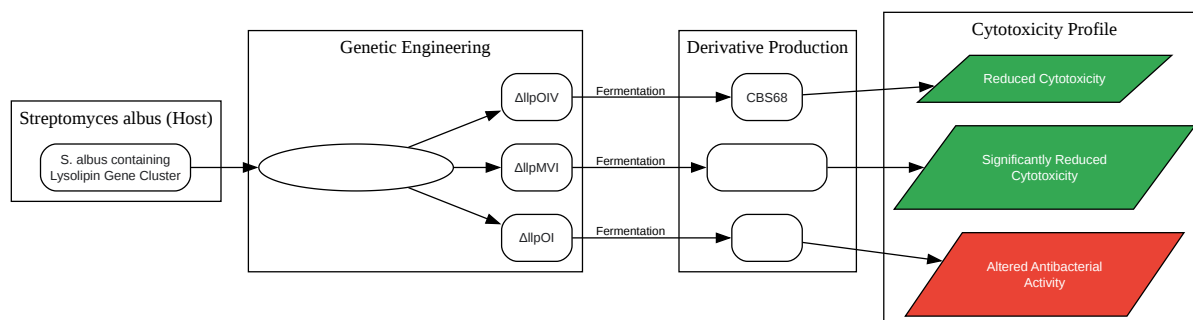 Genetic Engineering
Derivative Production
Cytotoxicity Profile
Streptomyces albus (Host)
S. albus containing
Lysolipin Gene Cluster
ΔllpOIV
Fermentation
CBS68
Reduced Cytotoxicity
ΔllpMVI
Fermentation
Significantly Reduced
Cytotoxicity
ΔllpOI
Fermentation
Altered Antibacterial
Activity